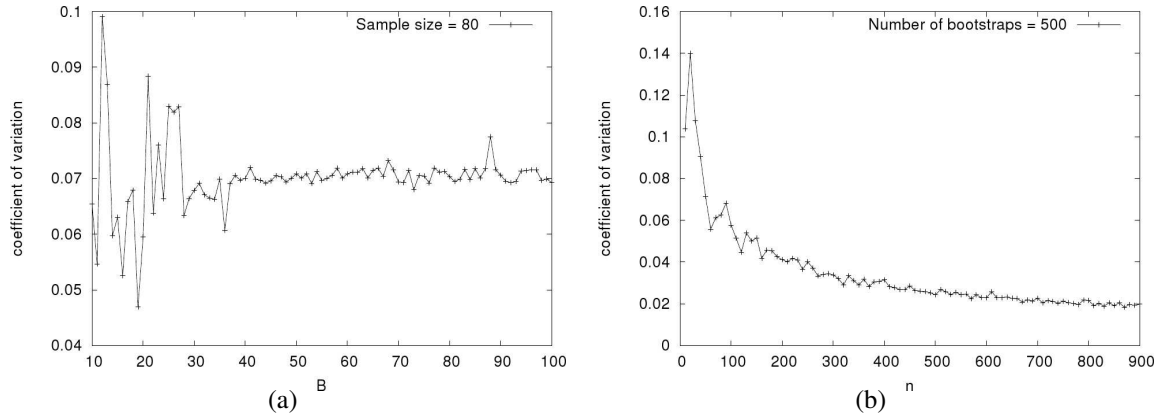 0.1
0.09
0.08
0.07
0.06
0.05
0.04
coefficient of variation
Sample size = 80
10 20 30 40 50 60 70 80 90 100
B
(a)
0.16
0.14
0.12
0.1
0.08
0.06
0.04
0.02
0
coefficient of variation
Number of bootstraps = 500
0 100 200 300 400 500 600 700 800 900
n
(b)